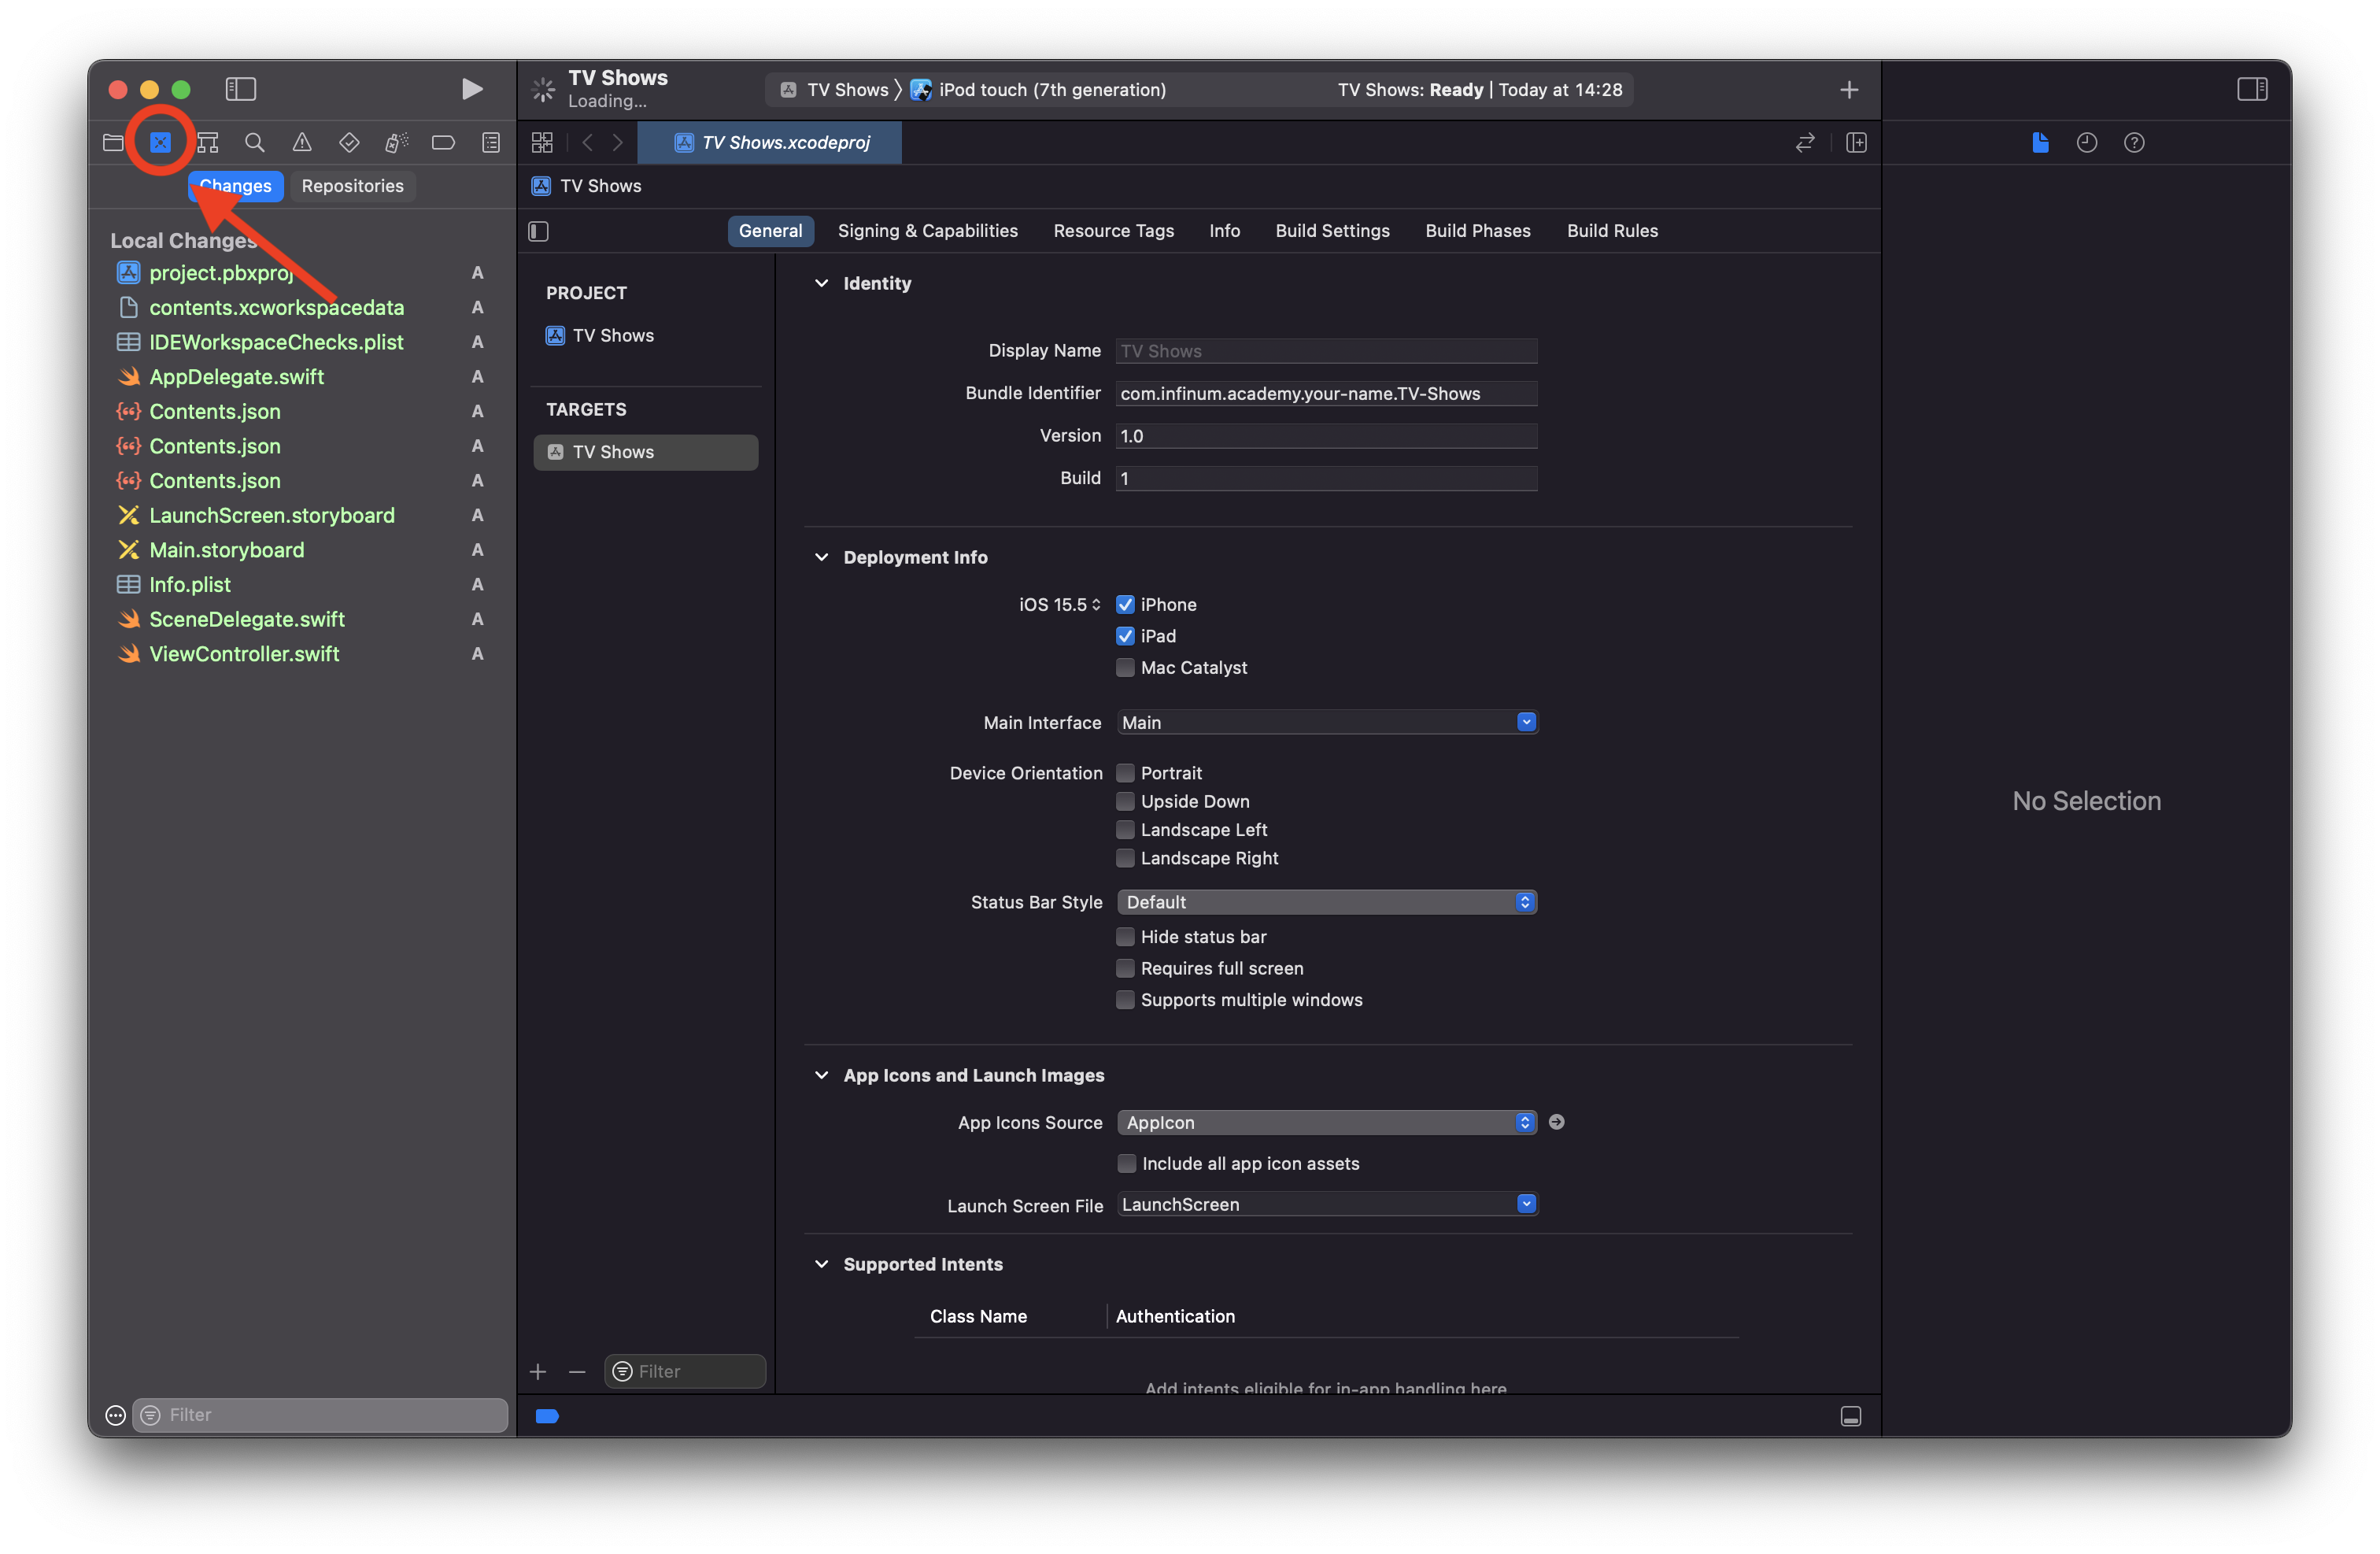 TV Shows
Loading...
TV Shows
iPod touch (7th generation)
TV Shows: Ready | Today at 14:28
TV Shows.xcodeproj
Changes
Repositories
TV Shows
Local Changes
project.pbxproj A
contents.xcworkspacedata A
IDEWorkspaceChecks.plist A
AppDelegate.swift A
Contents.json A
Contents.json A
Contents.json A
LaunchScreen.storyboard A
Main.storyboard A
Info.plist A
SceneDelegate.swift A
ViewController.swift A
Filter
General
Signing & Capabilities
Resource Tags
Info
Build Settings
Build Phases
Build Rules
PROJECT
TV Shows
TARGETS
TV Shows
Filter
Identity
Display Name TV Shows
Bundle Identifier com.infinum.academy.your-name.TV-Shows
Version 1.0
Build 1
Deployment Info
iOS 15.5 iPhone
iPad
Mac Catalyst
Main Interface Main
Device Orientation Portrait
Upside Down
Landscape Left
Landscape Right
Status Bar Style Default
Hide status bar
Requires full screen
Supports multiple windows
App Icons and Launch Images
App Icons Source AppIcon
Include all app icon assets
Launch Screen File LaunchScreen
Supported Intents
Class Name Authentication
Add intents eligible for in-app handling here
No Selection